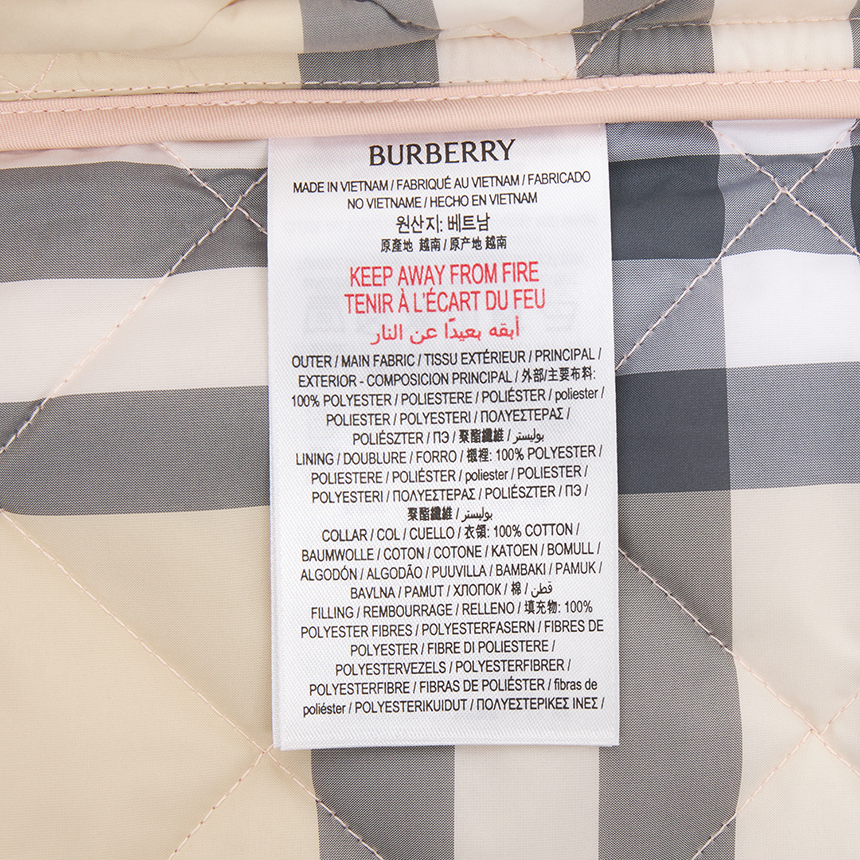 BURBERRY
MADE IN VIETNAM / FABRIQUÉ AU VIETNAM / FABRICADO
NO VIETNAME / HECHO EN VIETNAM
원산지: 베트남
原產地 越南 / 原产地 越南
KEEP AWAY FROM FIRE
TENIR À L'ÉCART DU FEU
أبقه بعيدًا عن النار
OUTER / MAIN FABRIC / TISSU EXTÉRIEUR / PRINCIPAL /
EXTERIOR - COMPOSICION PRINCIPAL / 外部/主要布料:
100% POLYESTER / POLIESTERE / POLIÉSTER / poliester /
POLIESTER / POLYESTERI / ΠΟΛΥΕΣΤΕΡΑΣ /
POLIÉSZTER / ПЭ / 聚酯纖維 / بوليستر /
LINING / DOUBLURE / FORRO / 襯裡: 100% POLYESTER /
POLIESTERE / POLIÉSTER / poliester / POLIESTER /
POLYESTERI / ΠΟΛΥΕΣΤΕΡΑΣ / POLIÉSZTER / ПЭ /
聚酯纖維 / بوليستر /
COLLAR / COL / CUELLO / 衣領: 100% COTTON /
BAUMWOLLE / COTON / COTONE / KATOEN / BOMULL /
ALGODÓN / ALGODÃO / PUUVILLA / BAMBAKI / PAMUK /
BAVLNA / PAMUT / ХЛОПОК / 棉 / قطن /
FILLING / REMBOURRAGE / RELLENO / 填充物: 100%
POLYESTER FIBRES / POLYESTERFASERN / FIBRES DE
POLYESTER / FIBRE DI POLIESTERE /
POLYESTERVEZELS / POLYESTERFIBRER /
POLYESTERFIBRE / FIBRAS DE POLIÉSTER / fibras de
poliéster / POLYESTERIKUIDUT / ΠΟΛΥΕΣΤΕΡΙΚΕΣ ΙΝΕΣ /